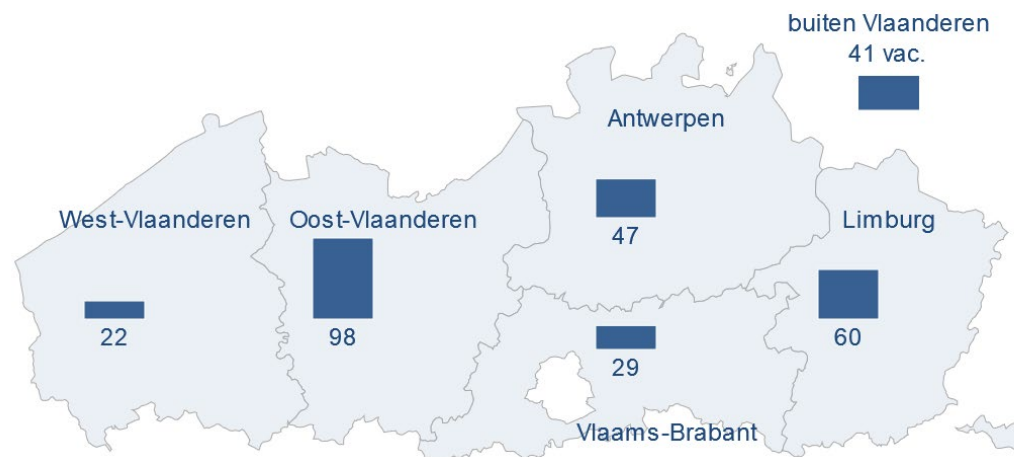 buiten Vlaanderen
41 vac.
Antwerpen
47
West-Vlaanderen
22
Oost-Vlaanderen
98
Limburg
60
29
Vlaams-Brabant